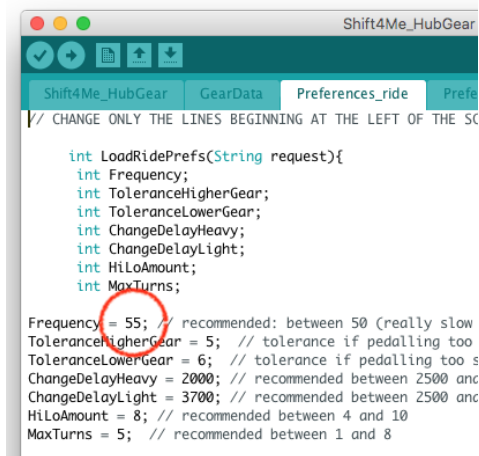 Shift4Me_HubGear
Shift4Me_HubGear GearData Preferences_ride Prefe
// CHANGE ONLY THE LINES BEGINNING AT THE LEFT OF THE SC
int LoadRidePrefs(String request){
int Frequency;
int ToleranceHigherGear;
int ToleranceLowerGear;
int ChangeDelayHeavy;
int ChangeDelayLight;
int HiLoAmount;
int MaxTurns;
Frequency = 55; // recommended: between 50 (really slow
ToleranceHigherGear = 5; // tolerance if pedalling too
ToleranceLowerGear = 6; // tolerance if pedalling too s
ChangeDelayHeavy = 2000; // recommended between 2500 and
ChangeDelayLight = 3700; // recommended between 2500 and
HiLoAmount = 8; // recommended between 4 and 10
MaxTurns = 5; // recommended between 1 and 8